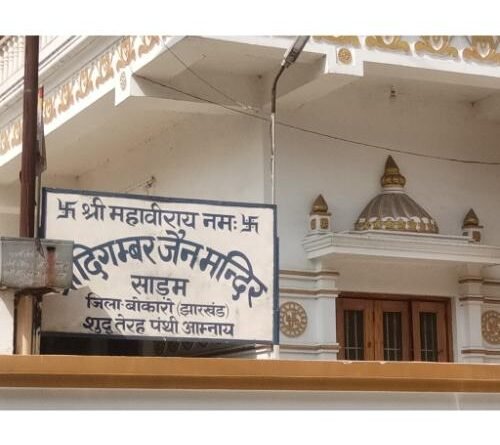 卐 श्री महावीराय नमः 卐
दिगम्बर जैन मन्दिर
साड़म
जिला-बोकारो (झारखंड)
शुद्ध तेरह पंथी आम्नाय